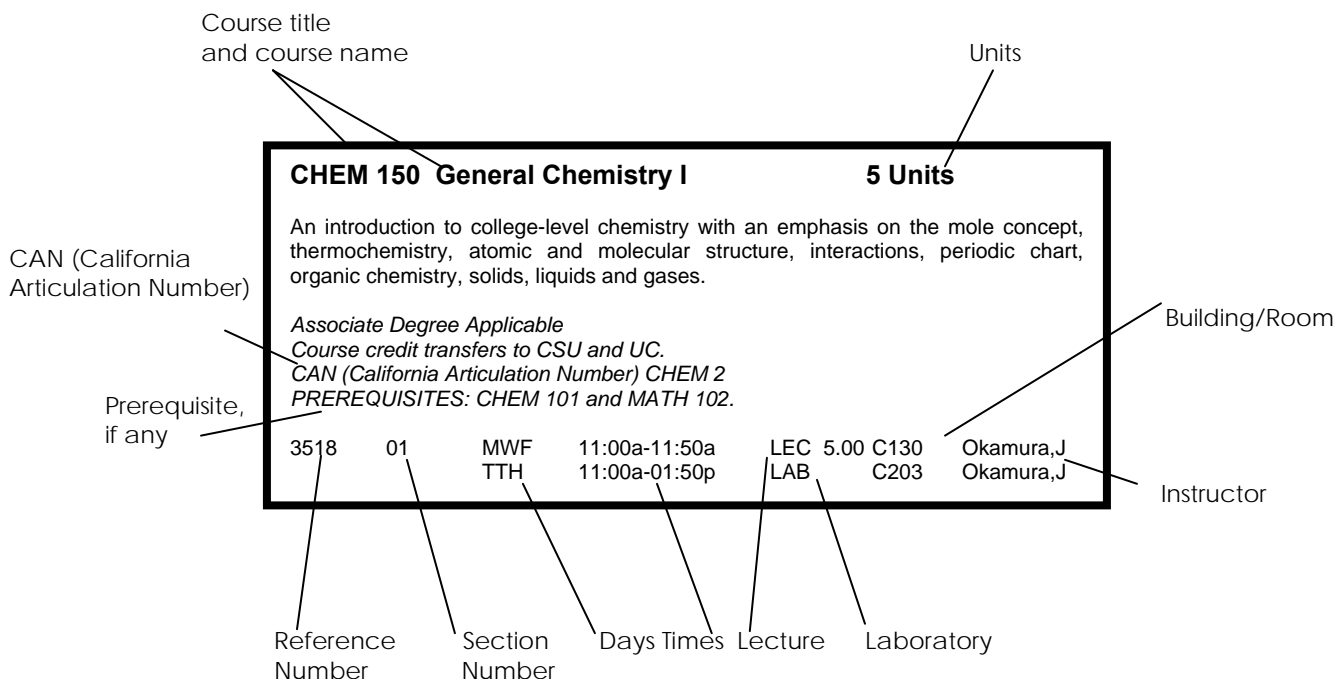 Course title
and course name
Units
CHEM 150 General Chemistry I 5 Units
An introduction to college-level chemistry with an emphasis on the mole concept,
thermochemistry, atomic and molecular structure, interactions, periodic chart,
organic chemistry, solids, liquids and gases.
CAN (California
Articulation Number)
Building/Room
Associate Degree Applicable
Course credit transfers to CSU and UC.
CAN (California Articulation Number) CHEM 2
PREREQUISITES: CHEM 101 and MATH 102.
Prerequisite,
if any
3518 01 MWF 11:00a-11:50a LEC 5.00 C130 Okamura,J
TTH 11:00a-01:50p LAB C203 Okamura,J
Instructor
Reference
Number
Section
Number
Days Times Lecture Laboratory